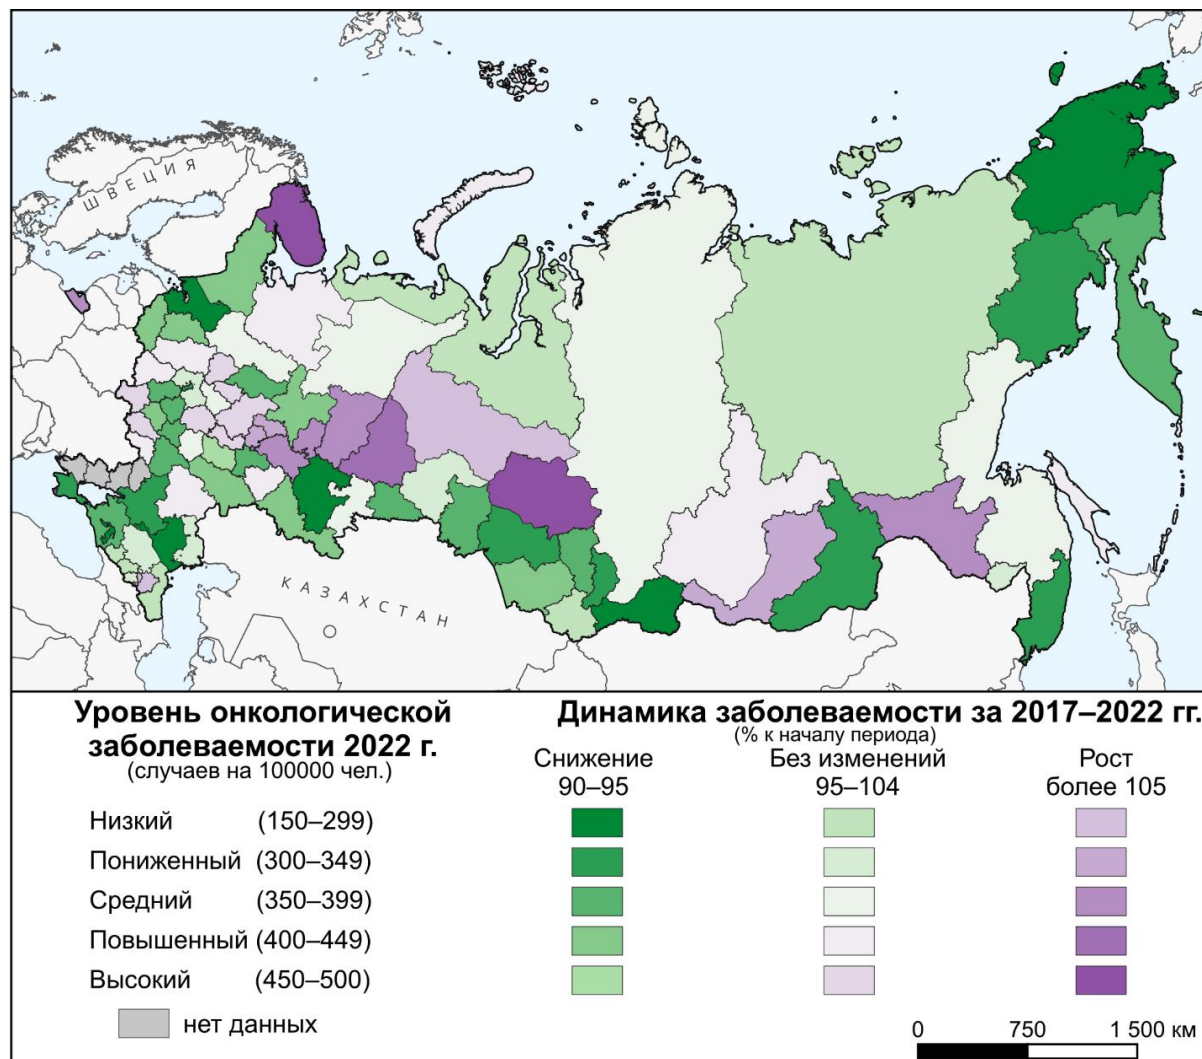 ШВЕЦИЯ
КАЗАХСТАН
Уровень онкологической
заболеваемости 2022 г.
(случаев на 100000 чел.)
Низкий (150–299)
Пониженный (300–349)
Средний (350–399)
Повышенный (400–449)
Высокий (450–500)
нет данных
Динамика заболеваемости за 2017–2022 гг.
(% к началу периода)
Снижение
90–95
Без изменений
95–104
Рост
более 105
0 750 1 500 км